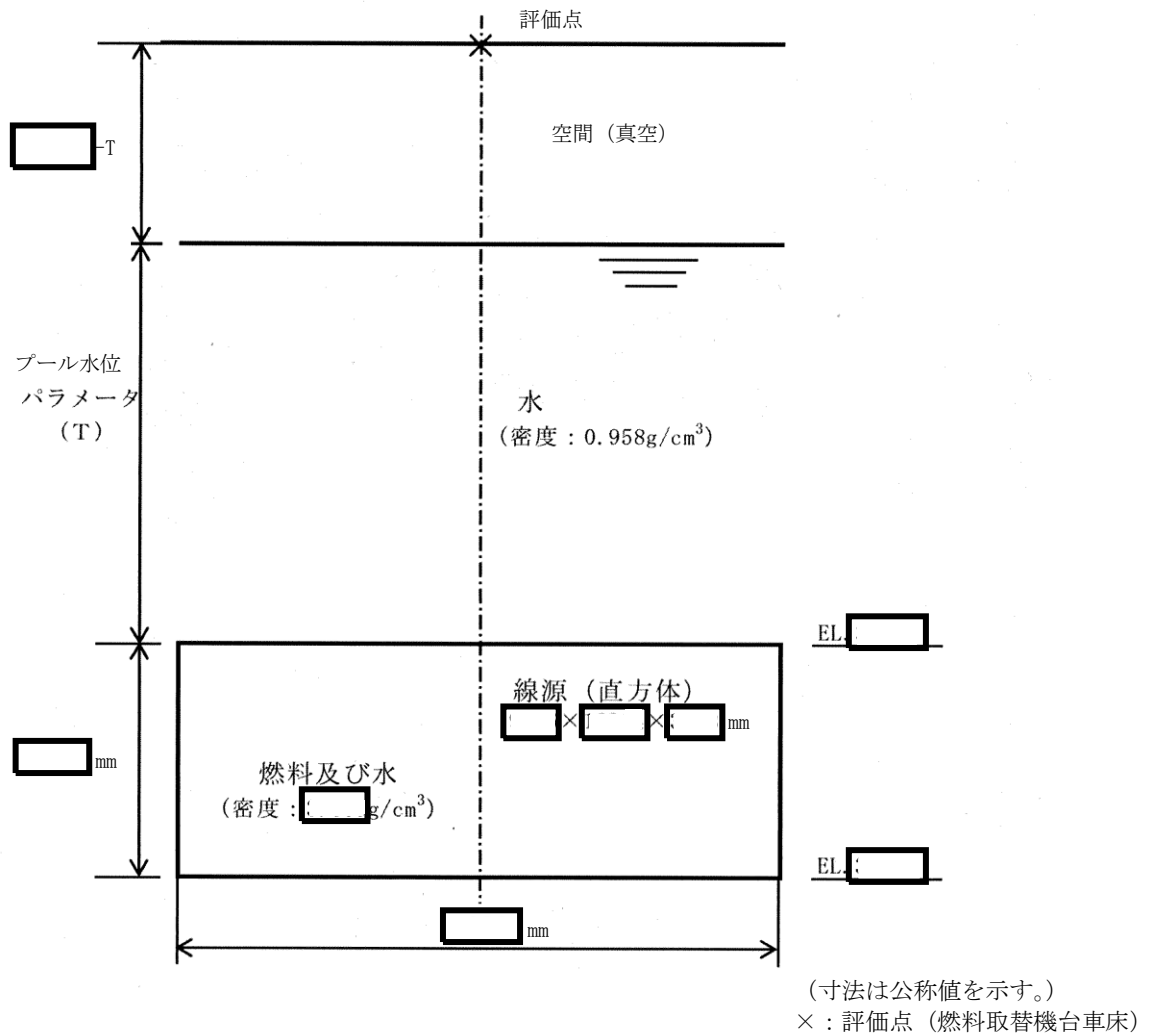 評価点
空間（真空）
-T
プール水位
パラメータ
(T)
水
(密度：0.958g/cm³)
EL.
線源（直方体）
× × mm
mm
燃料及び水
(密度： g/cm³)
EL.
mm
（寸法は公称値を示す。）
×：評価点（燃料取替機台車床）